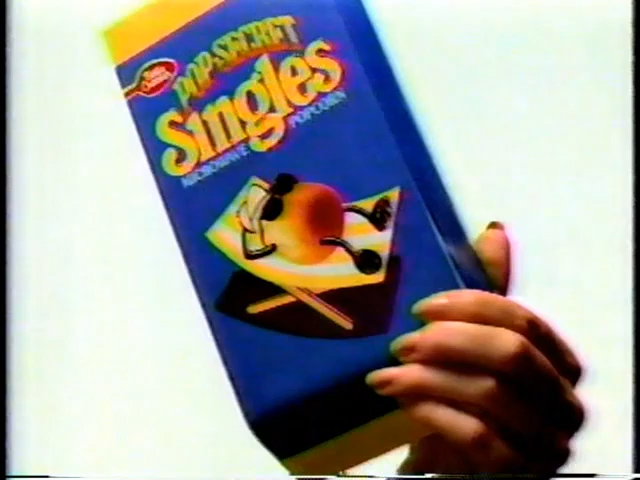 Betty
Crocker
POP·SECRET
Singles
MICROWAVE POPCORN